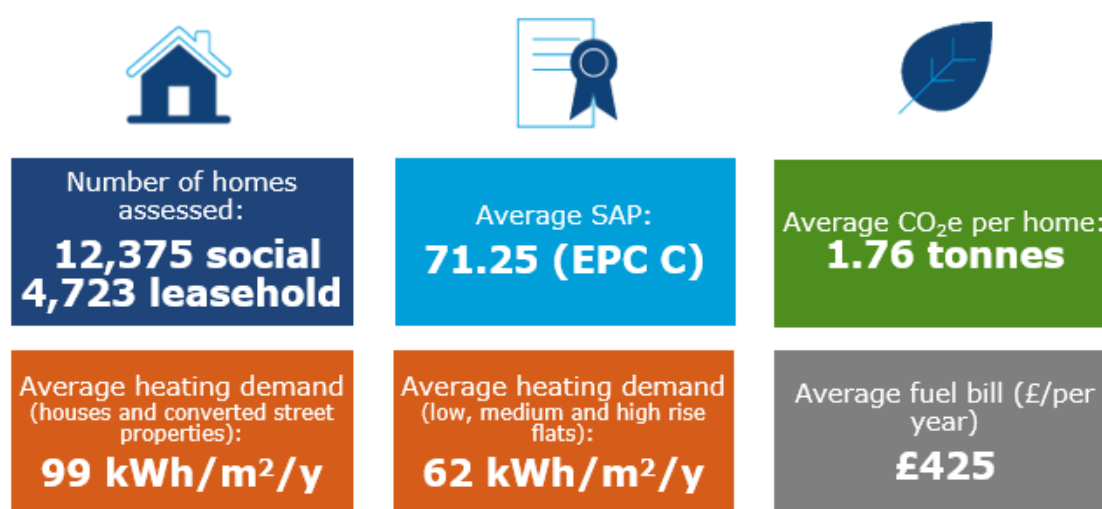 Number of homes
assessed:
12,375 social
4,723 leasehold
Average SAP:
71.25 (EPC C)
Average CO₂e per home:
1.76 tonnes
Average heating demand
(houses and converted street
properties):
99 kWh/m²/y
Average heating demand
(low, medium and high rise
flats):
62 kWh/m²/y
Average fuel bill (£/per
year)
£425